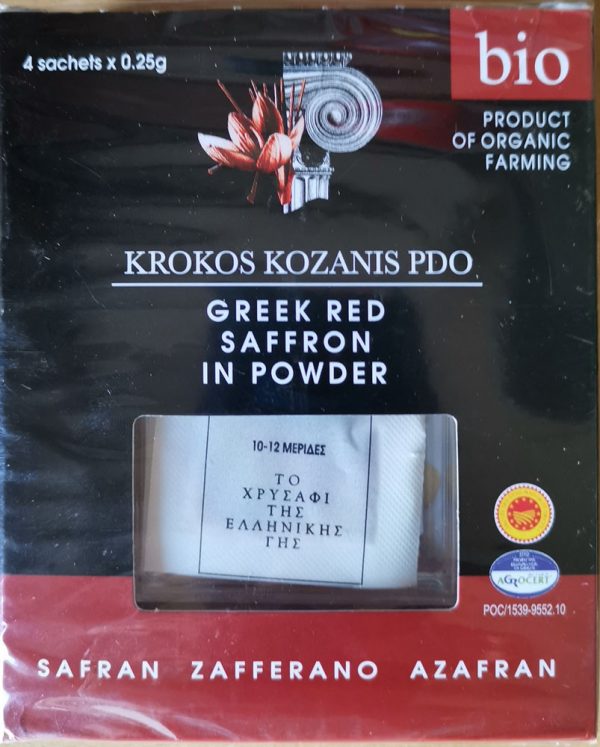 4 sachets x 0.25g
bio
PRODUCT
OF ORGANIC
FARMING
KROKOS KOZANIS PDO
GREEK RED
SAFFRON
IN POWDER
10-12 ΜΕΡΙΔΕΣ
ΤΟ
ΧΡΥΣΑΦΙ
ΤΗΣ
ΕΛΛΗΝΙΚΗΣ
ΓΗΣ
AGROCERT
POC/1539-9552.10
SAFRAN ZAFFERANO AZAFRAN